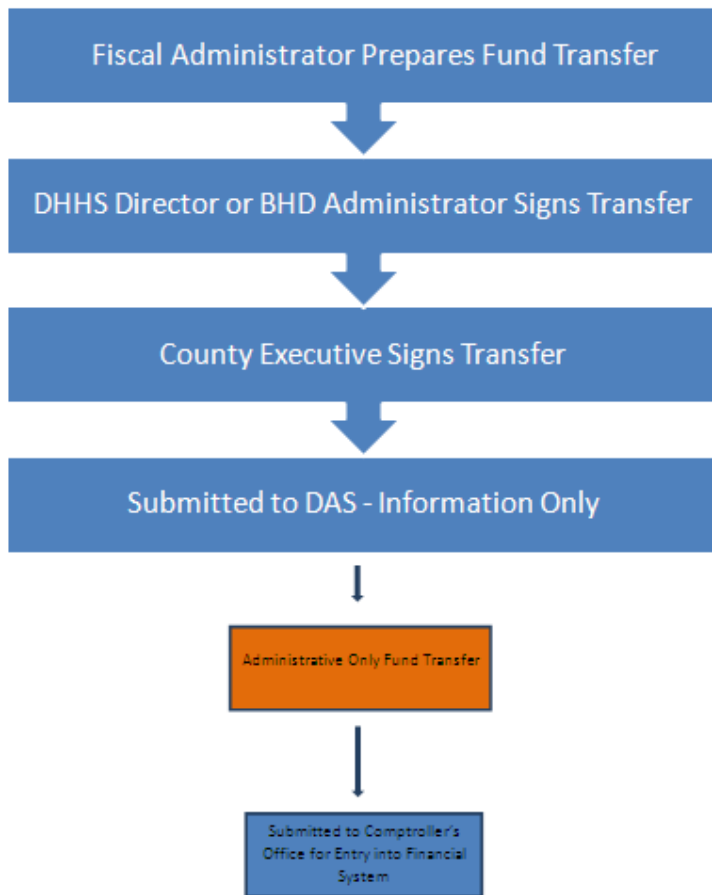 Fiscal Administrator Prepares Fund Transfer
DHHS Director or BHD Administrator Signs Transfer
County Executive Signs Transfer
Submitted to DAS - Information Only
Administrative Only Fund Transfer
Submitted to Comptroller's
Office for Entry into Financial
System